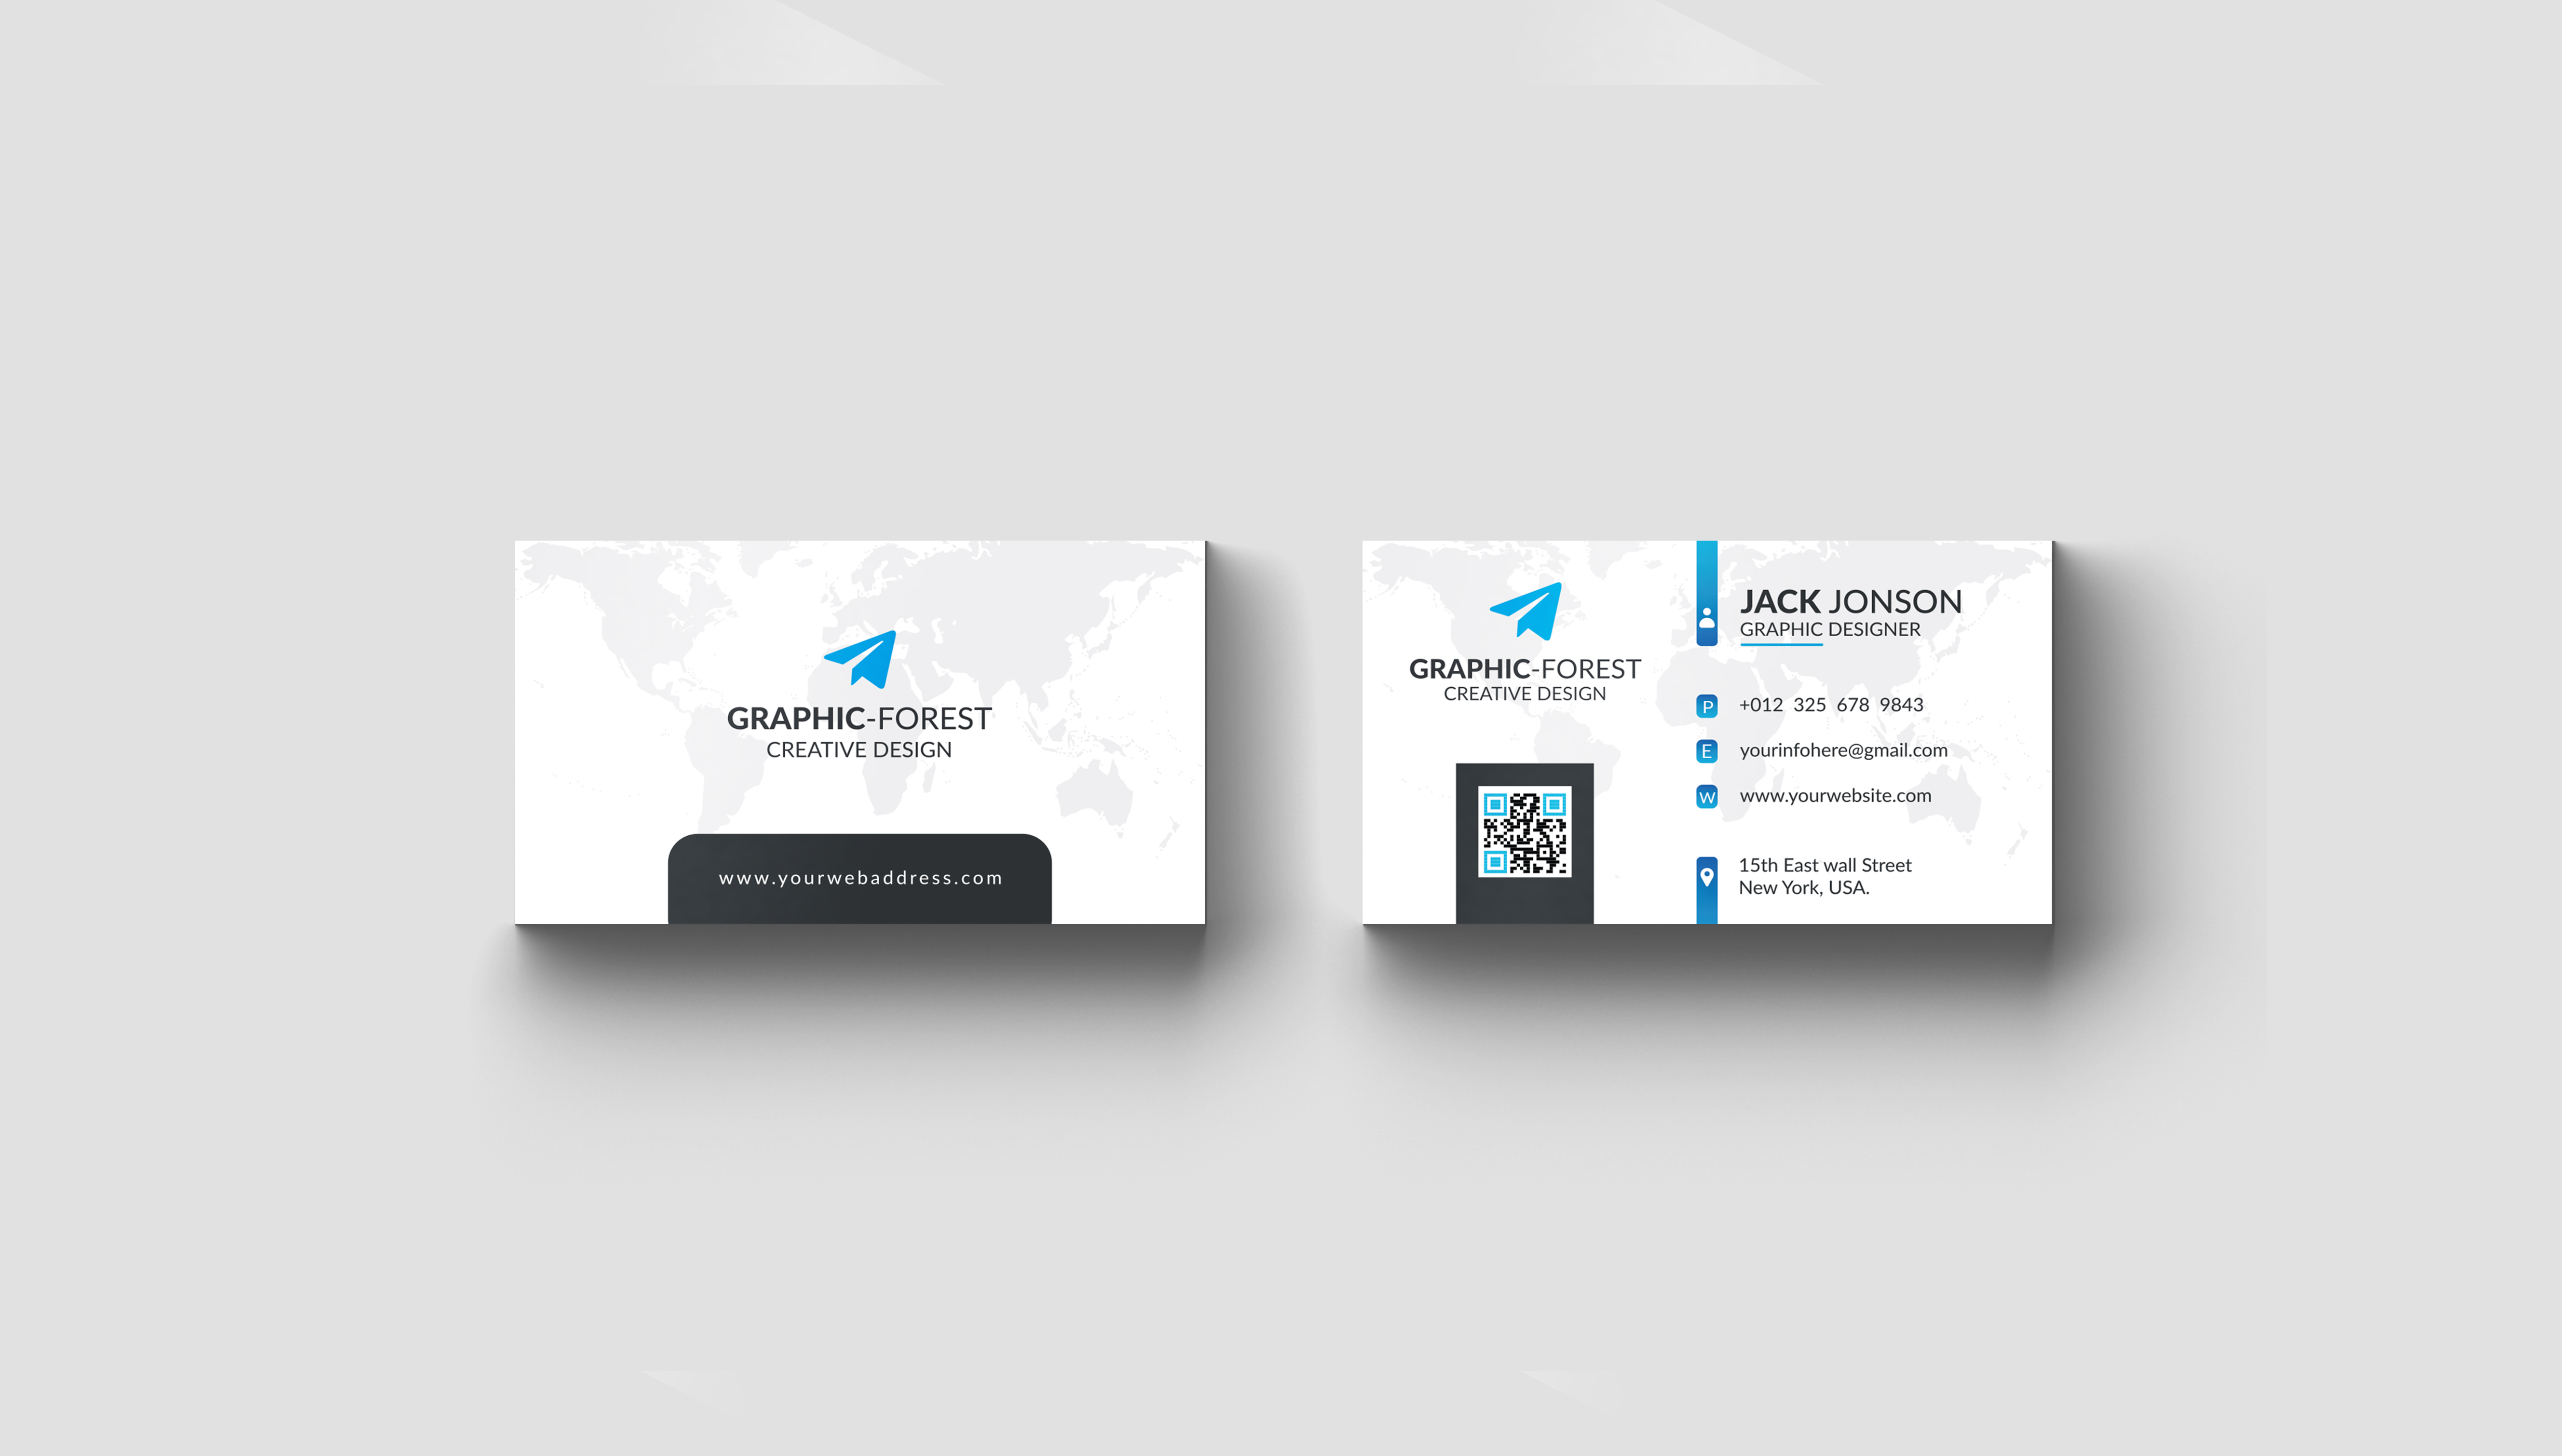 GRAPHIC-FOREST
CREATIVE DESIGN
www.yourwebaddress.com
GRAPHIC-FOREST
CREATIVE DESIGN
JACK JONSON
GRAPHIC DESIGNER
P +012 325 678 9843
E yourinfohere@gmail.com
W www.yourwebsite.com
15th East wall Street
New York, USA.